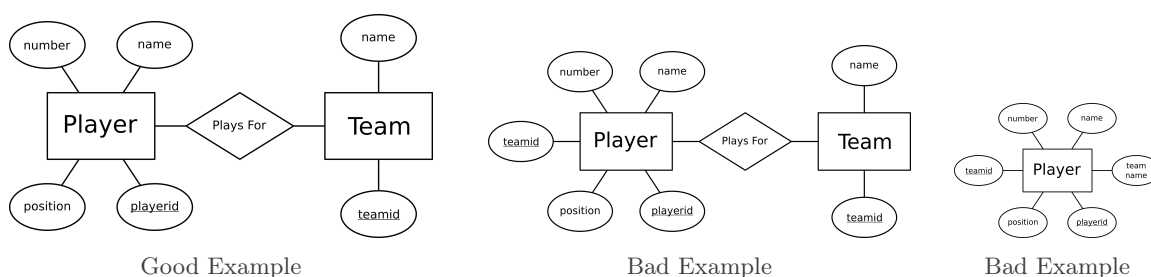 number
name
name
Player
Plays For
Team
position
playerid
teamid
Good Example
number
name
name
teamid
Player
Plays For
Team
position
playerid
teamid
Bad Example
number
name
teamid
Player
team
name
position
playerid
Bad Example